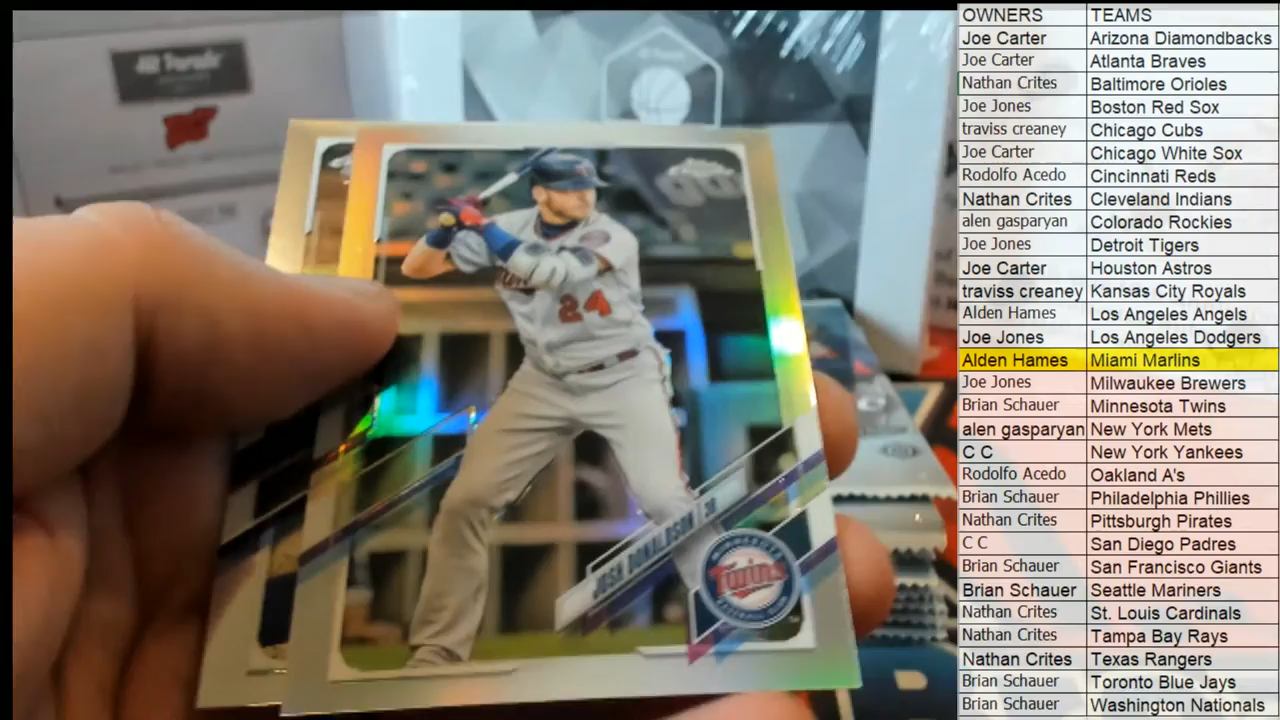 OWNERS TEAMS
Joe Carter Arizona Diamondbacks
Joe Carter Atlanta Braves
Nathan Crites Baltimore Orioles
Joe Jones Boston Red Sox
traviss creaney Chicago Cubs
Joe Carter Chicago White Sox
Rodolfo Acedo Cincinnati Reds
Nathan Crites Cleveland Indians
alen gasparyan Colorado Rockies
Joe Jones Detroit Tigers
Joe Carter Houston Astros
traviss creaney Kansas City Royals
Alden Hames Los Angeles Angels
Joe Jones Los Angeles Dodgers
Alden Hames Miami Marlins
Joe Jones Milwaukee Brewers
Brian Schauer Minnesota Twins
alen gasparyan New York Mets
C C New York Yankees
Rodolfo Acedo Oakland A's
Brian Schauer Philadelphia Phillies
Nathan Crites Pittsburgh Pirates
C C San Diego Padres
Brian Schauer San Francisco Giants
Brian Schauer Seattle Mariners
Nathan Crites St. Louis Cardinals
Nathan Crites Tampa Bay Rays
Nathan Crites Texas Rangers
Brian Schauer Toronto Blue Jays
Brian Schauer Washington Nationals
24
JOSH DONALDSON | 3B
MINNESOTA
Twins
BASEBALL CLUB